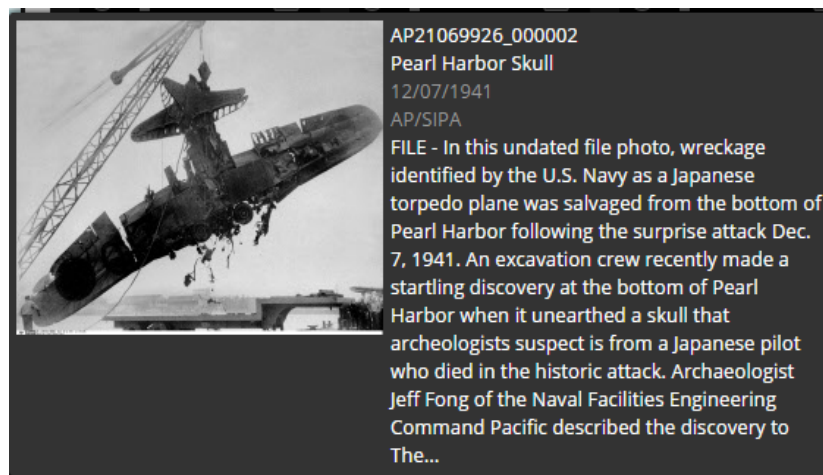 AP21069926_000002
Pearl Harbor Skull
12/07/1941
AP/SIPA
FILE - In this undated file photo, wreckage
identified by the U.S. Navy as a Japanese
torpedo plane was salvaged from the bottom of
Pearl Harbor following the surprise attack Dec.
7, 1941. An excavation crew recently made a
startling discovery at the bottom of Pearl
Harbor when it unearthed a skull that
archeologists suspect is from a Japanese pilot
who died in the historic attack. Archaeologist
Jeff Fong of the Naval Facilities Engineering
Command Pacific described the discovery to
The...